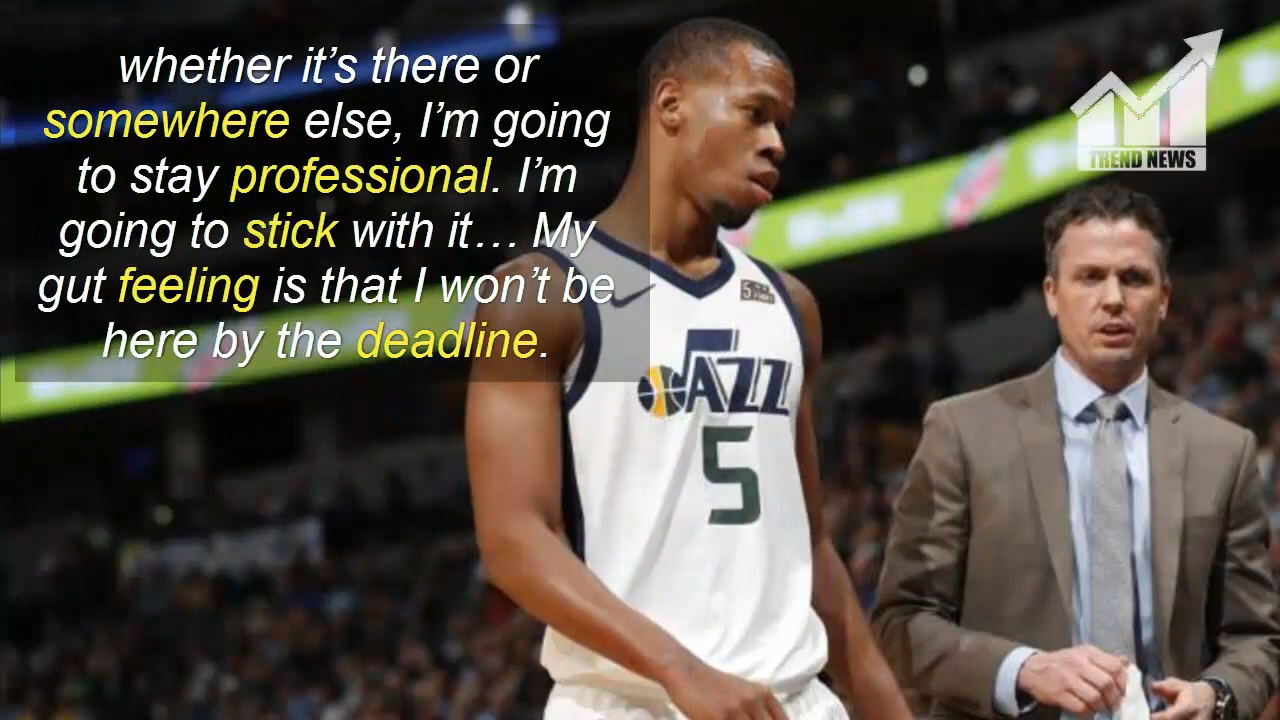 whether it’s there or
somewhere else, I’m going
to stay professional. I’m
going to stick with it… My
gut feeling is that I won’t be
here by the deadline.
TREND NEWS
JAZZ
5
5